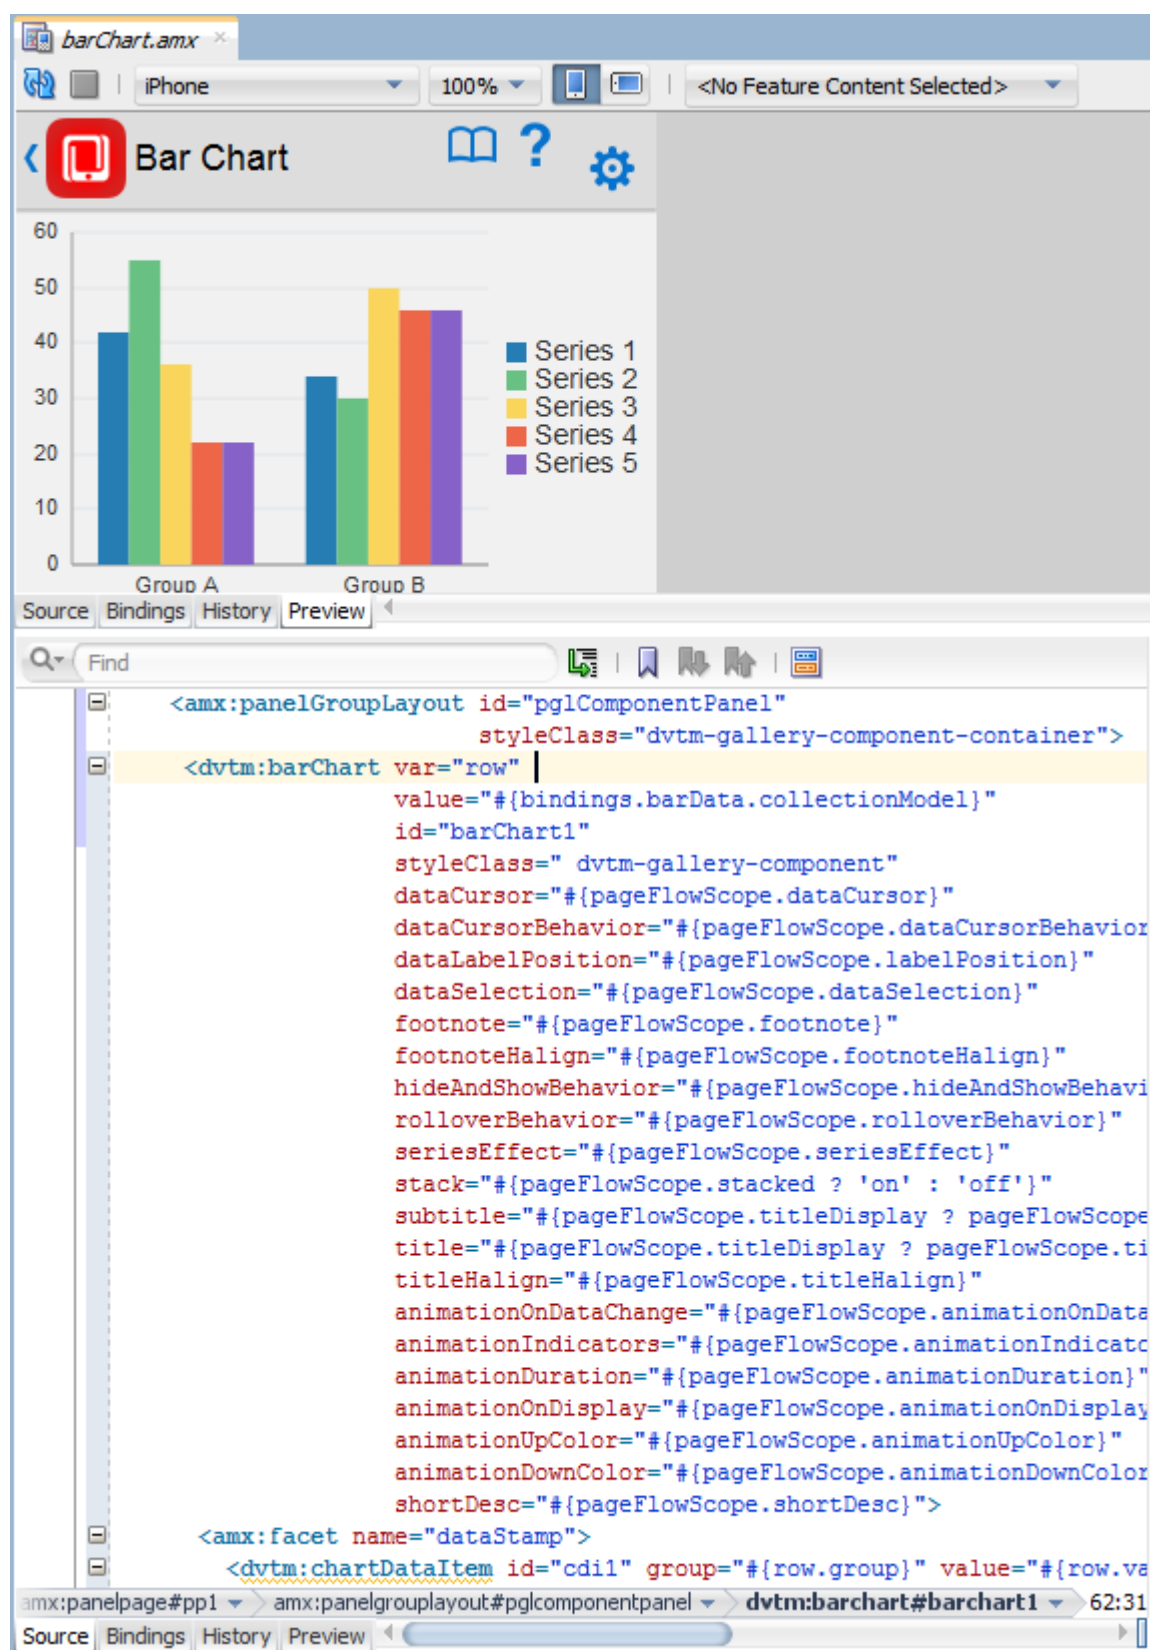 barChart.amx
iPhone 100% <No Feature Content Selected>
Bar Chart ?
60
50
40
30
20
10
0
Group A Group B
Series 1
Series 2
Series 3
Series 4
Series 5
Source Bindings History Preview
Find
<amx:panelGroupLayout id="pglComponentPanel"
styleClass="dvtm-gallery-component-container">
<dvtm:barChart var="row"
value="#{bindings.barData.collectionModel}"
id="barChart1"
styleClass=" dvtm-gallery-component"
dataCursor="#{pageFlowScope.dataCursor}"
dataCursorBehavior="#{pageFlowScope.dataCursorBehavior
dataLabelPosition="#{pageFlowScope.labelPosition}"
dataSelection="#{pageFlowScope.dataSelection}"
footnote="#{pageFlowScope.footnote}"
footnoteHalign="#{pageFlowScope.footnoteHalign}"
hideAndShowBehavior="#{pageFlowScope.hideAndShowBehavi
rolloverBehavior="#{pageFlowScope.rolloverBehavior}"
seriesEffect="#{pageFlowScope.seriesEffect}"
stack="#{pageFlowScope.stacked ? 'on' : 'off'}"
subtitle="#{pageFlowScope.titleDisplay ? pageFlowScope
title="#{pageFlowScope.titleDisplay ? pageFlowScope.ti
titleHalign="#{pageFlowScope.titleHalign}"
animationOnDataChange="#{pageFlowScope.animationOnData
animationIndicators="#{pageFlowScope.animationIndicato
animationDuration="#{pageFlowScope.animationDuration}"
animationOnDisplay="#{pageFlowScope.animationOnDisplay
animationUpColor="#{pageFlowScope.animationUpColor}"
animationDownColor="#{pageFlowScope.animationDownColor
shortDesc="#{pageFlowScope.shortDesc}">
<amx:facet name="dataStamp">
<dvtm:chartDataItem id="cdi1" group="#{row.group}" value="#{row.va
amx:panelpage#pp1 amx:panelgrouplayout#pglcomponentpanel dvtm:barchart#barchart1 62:31
Source Bindings History Preview